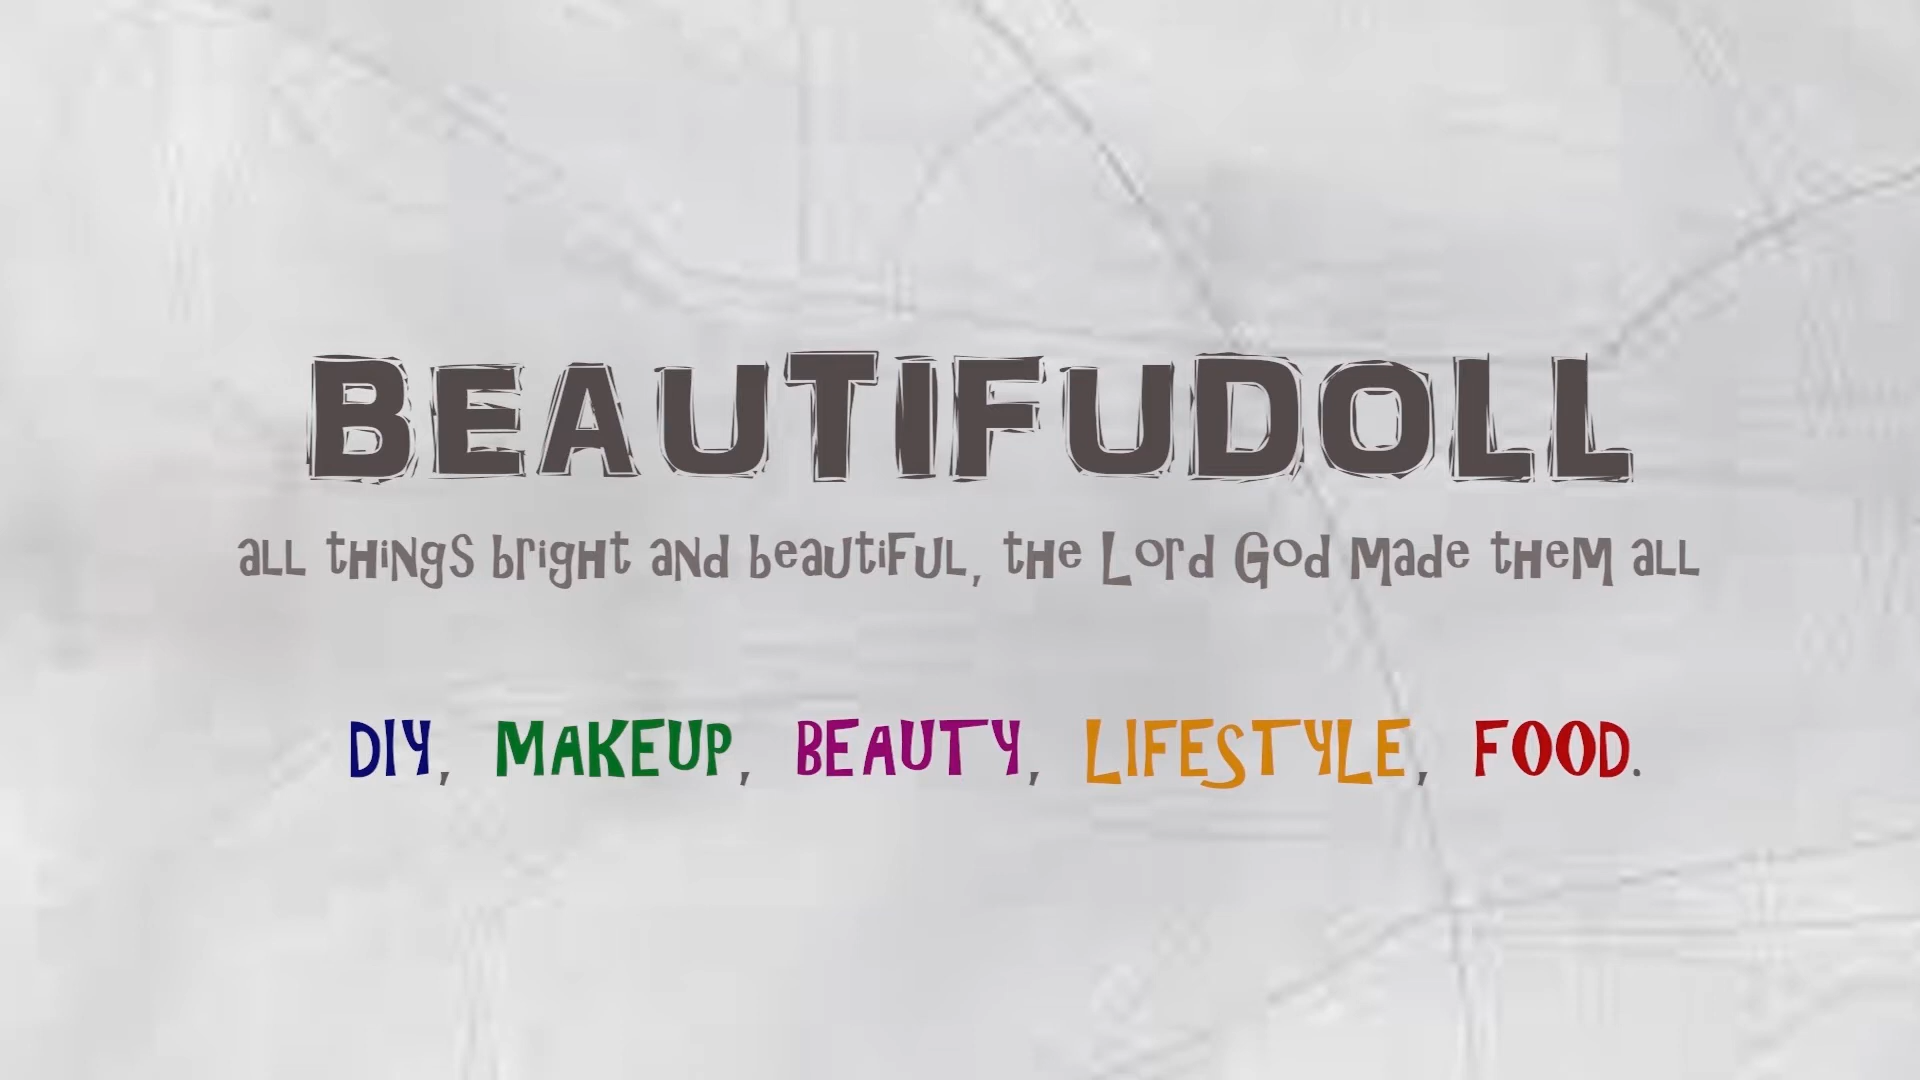 BEAUTIFUDOLL
all things bright and beautiful, the Lord God made them all
DIY, MAKEUP, BEAUTY, LIFESTYLE, FOOD.